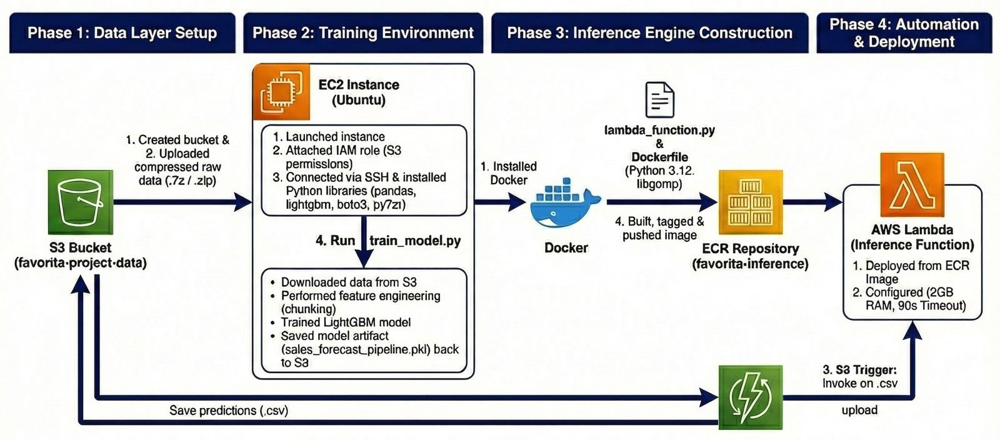 Phase 1: Data Layer Setup
Phase 2: Training Environment
Phase 3: Inference Engine Construction
Phase 4: Automation
& Deployment
1. Created bucket &
2. Uploaded
compressed raw
data (.7z / .zlp)
S3 Bucket
(favorita·project·data)
EC2 Instance
(Ubuntu)
1. Launched instance
2. Attached IAM role (S3
permissions)
3. Connected via SSH & installed
Python libraries (pandas,
lightgbm, boto3, py7zı)
4. Run train_model.py
• Downloaded data from S3
• Performed feature engineering
(chunking)
• Trained LightGBM model
• Saved model artifact
(sales_forecast_pipeline.pkl) back
to S3
1. Installed
Docker
Docker
lambda_function.py
&
Dockerfile
(Python 3.12.
libgomp)
4. Built, tagged &
pushed image
ECR Repository
(favorita·inference)
AWS Lambda
(Inference Function)
1. Deployed from ECR
Image
2. Configured (2GB
RAM, 90s Timeout)
3. S3 Trigger:
Invoke on .csv
upload
Save predictions (.csv)